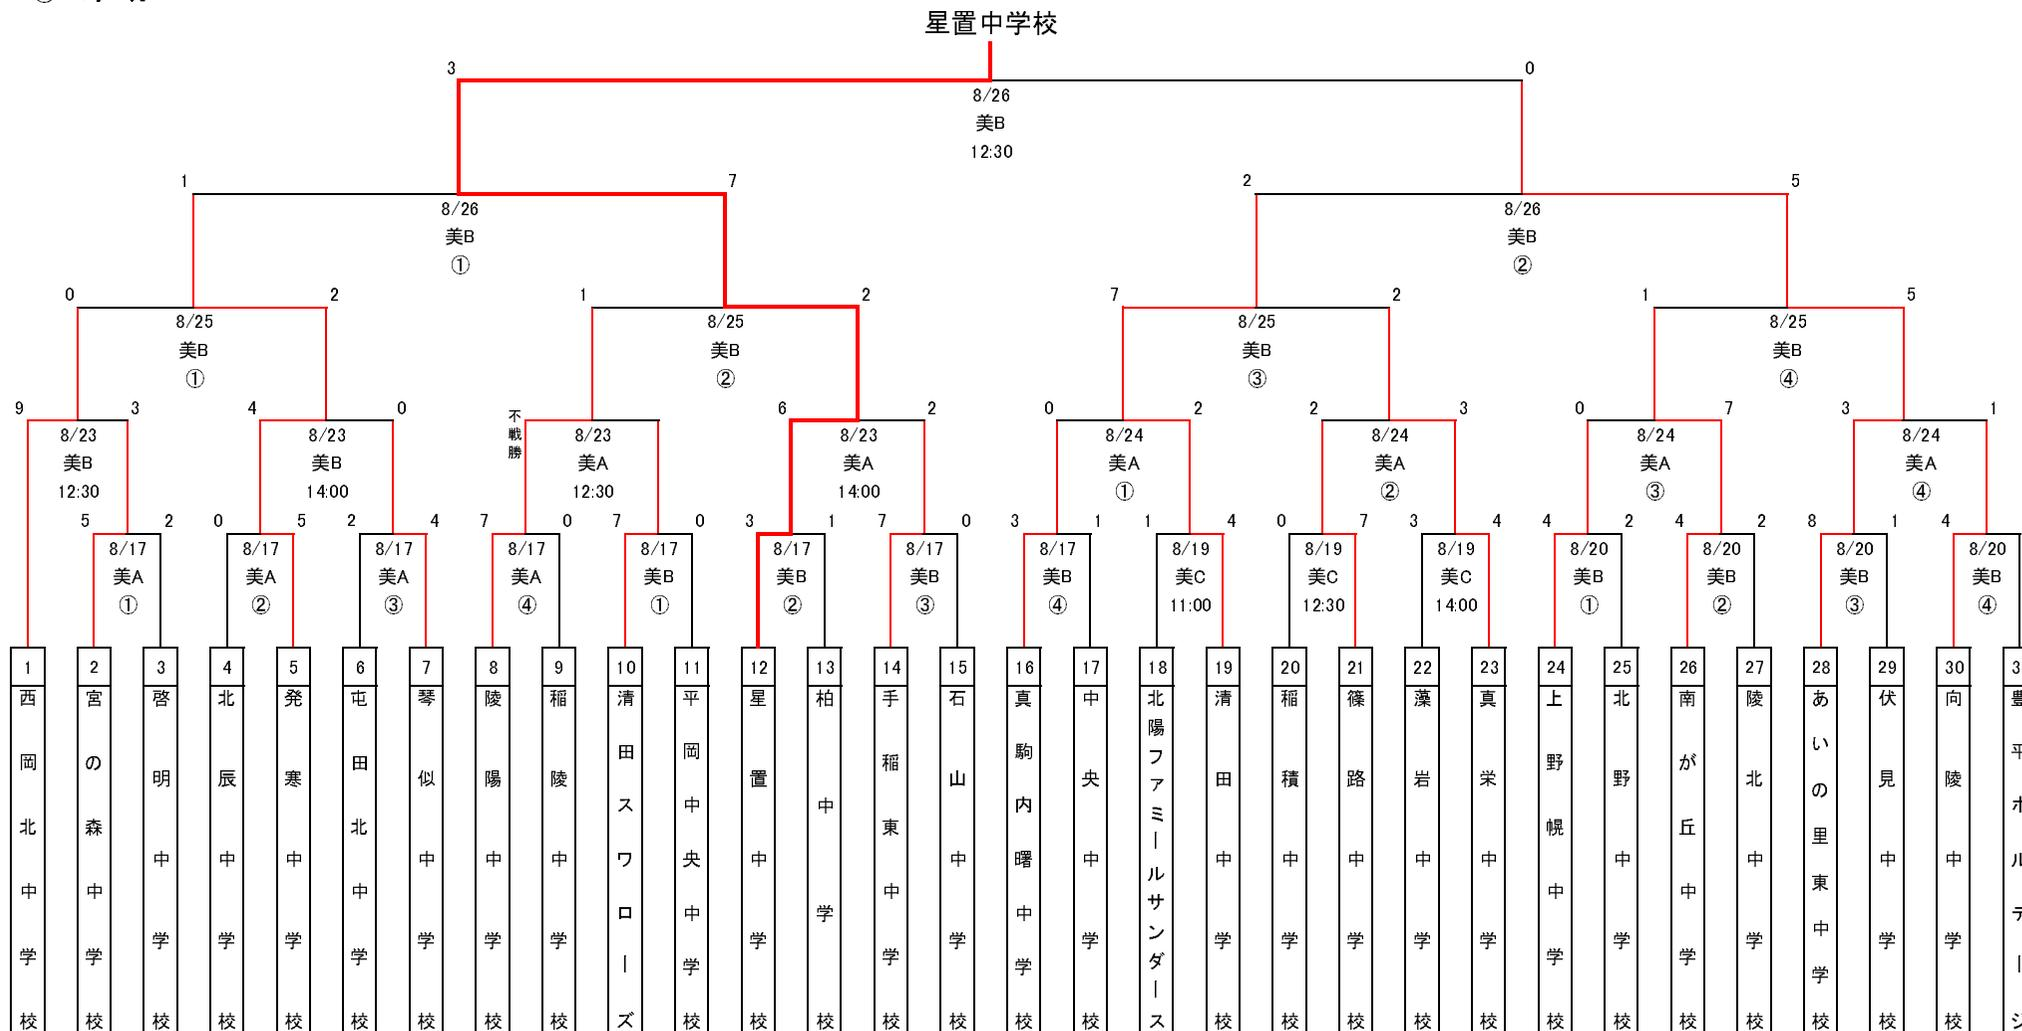 星置中学校
3 0
8/26
美B
12:30
1 7 2 5
8/26 8/26
美B 美B
① ②
0 2 1 2 7 2 1 5
8/25 8/25 8/25 8/25
美B 美B 美B 美B
① ② ③ ④
9 3 4 0 不戦勝 6 2 0 2 2 3 0 7 3 1
8/23 8/23 8/23 8/23 8/24 8/24 8/24 8/24
美B 美B 美A 美A 美A 美A 美A 美A
12:30 14:00 12:30 14:00 ① ② ③ ④
5 2 0 5 2 4 7 0 7 0 3 1 7 0 3 1 1 4 0 7 3 4 4 2 4 2 8 1 4
8/17 8/17 8/17 8/17 8/17 8/17 8/17 8/17 8/19 8/19 8/19 8/20 8/20 8/20 8/20
美A 美A 美A 美A 美B 美B 美B 美B 美C 美C 美C 美B 美B 美B 美B
① ② ③ ④ ① ② ③ ④ 11:00 12:30 14:00 ① ② ③ ④
1 2 3 4 5 6 7 8 9 10 11 12 13 14 15 16 17 18 19 20 21 22 23 24 25 26 27 28 29 30
西岡北中学校
宮の森中学校
啓明中学校
北辰中学校
発寒中学校
屯田北中学校
琴似中学校
陵陽中学校
稲陵中学校
清田スワローズ
平岡中央中学校
星置中学校
柏中学校
手稲東中学校
石山中学校
真駒内曙中学校
中央中学校
北陽ファミールサンダース
清田中学校
稲積中学校
篠路中学校
藻岩中学校
真栄中学校
上野幌中学校
北野中学校
南が丘中学校
陵北中学校
あいの里東中学校
伏見中学校
向陵中学校